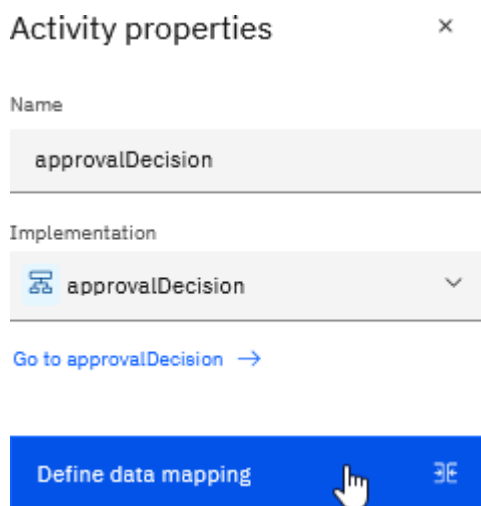 Activity properties
Name
approvalDecision
Implementation
approvalDecision
Go to approvalDecision →
Define data mapping